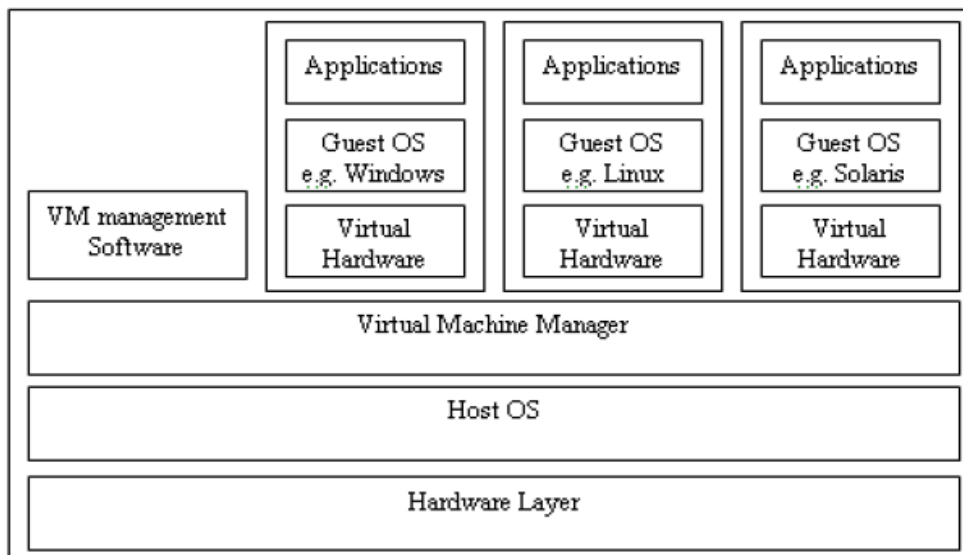 Applications
Guest OS
e.g. Windows
Virtual
Hardware
Applications
Guest OS
e.g. Linux
Virtual
Hardware
Applications
Guest OS
e.g. Solaris
Virtual
Hardware
VM management
Software
Virtual Machine Manager
Host OS
Hardware Layer